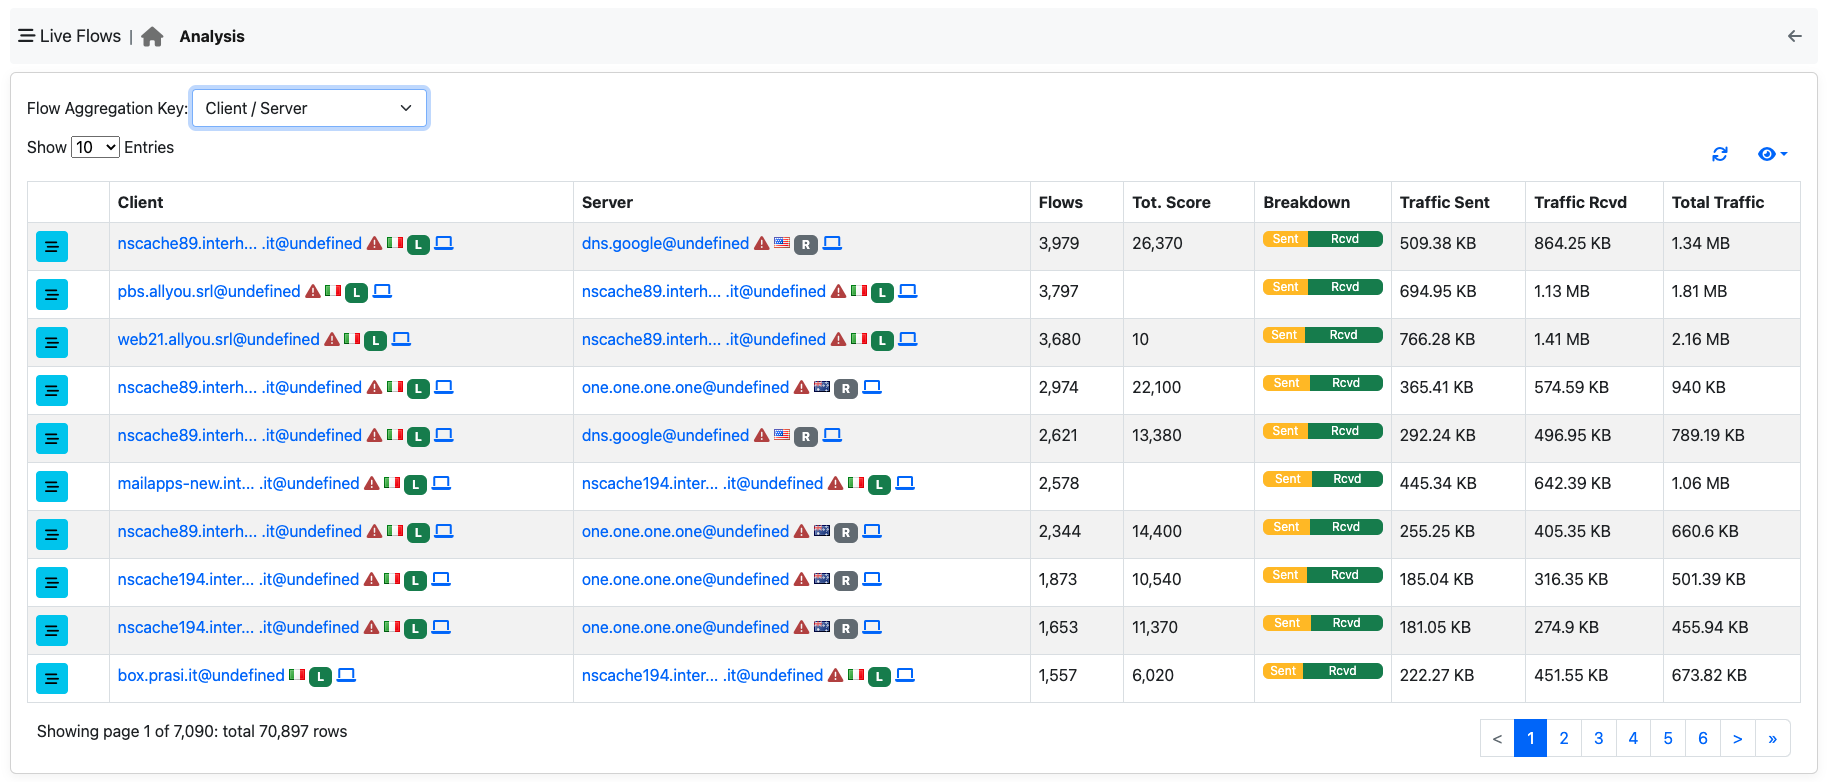 Live Flows | Analysis
Flow Aggregation Key: Client / Server
Show 10 Entries
Client Server Flows Tot. Score Breakdown Traffic Sent Traffic Rcvd Total Traffic
nscache89.interh... .it@undefined L dns.google@undefined R 3,979 26,370 Sent Rcvd 509.38 KB 864.25 KB 1.34 MB
pbs.allyou.srl@undefined L nscache89.interh... .it@undefined L 3,797 Sent Rcvd 694.95 KB 1.13 MB 1.81 MB
web21.allyou.srl@undefined L nscache89.interh... .it@undefined L 3,680 10 Sent Rcvd 766.28 KB 1.41 MB 2.16 MB
nscache89.interh... .it@undefined L one.one.one.one@undefined R 2,974 22,100 Sent Rcvd 365.41 KB 574.59 KB 940 KB
nscache89.interh... .it@undefined L dns.google@undefined R 2,621 13,380 Sent Rcvd 292.24 KB 496.95 KB 789.19 KB
mailapps-new.int... .it@undefined L nscache194.inter... .it@undefined L 2,578 Sent Rcvd 445.34 KB 642.39 KB 1.06 MB
nscache89.interh... .it@undefined L one.one.one.one@undefined R 2,344 14,400 Sent Rcvd 255.25 KB 405.35 KB 660.6 KB
nscache194.inter... .it@undefined L one.one.one.one@undefined R 1,873 10,540 Sent Rcvd 185.04 KB 316.35 KB 501.39 KB
nscache194.inter... .it@undefined L one.one.one.one@undefined R 1,653 11,370 Sent Rcvd 181.05 KB 274.9 KB 455.94 KB
box.prasi.it@undefined L nscache194.inter... .it@undefined L 1,557 6,020 Sent Rcvd 222.27 KB 451.55 KB 673.82 KB
Showing page 1 of 7,090: total 70,897 rows
< 1 2 3 4 5 6 > »